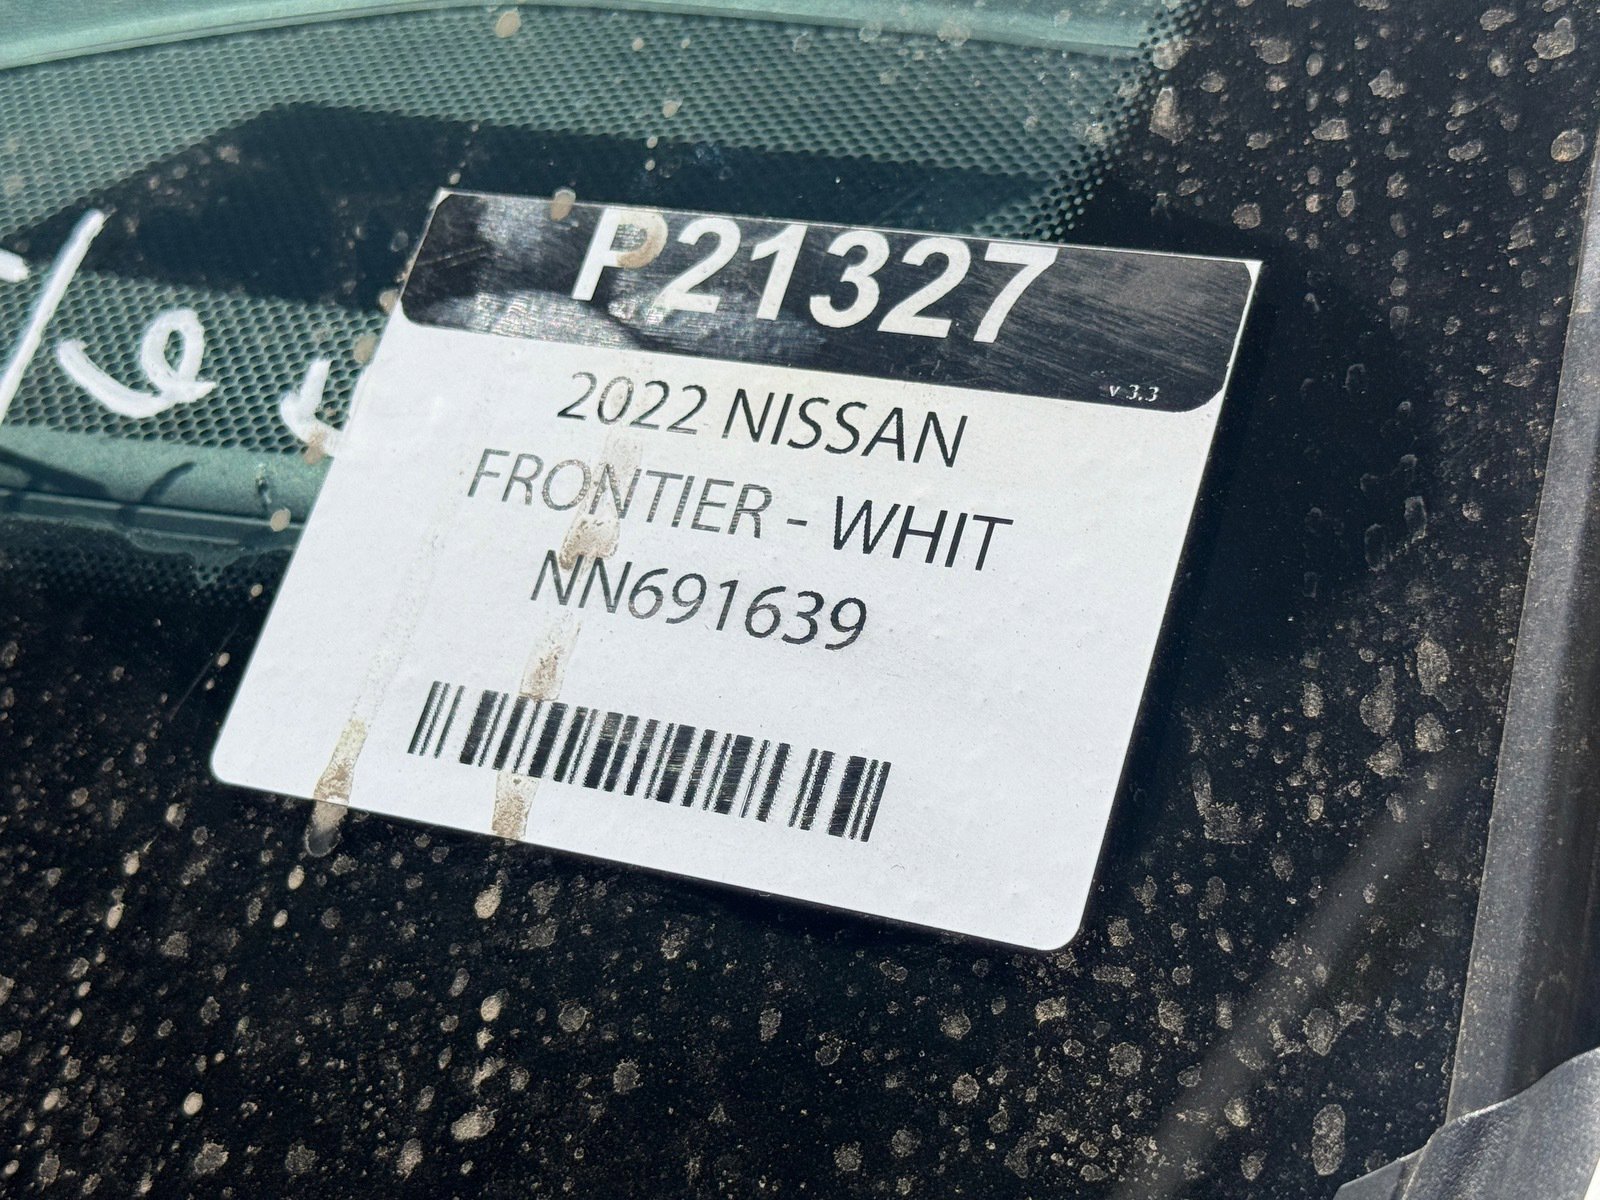 P21327
v 3.3
2022 NISSAN
FRONTIER - WHIT
NN691639